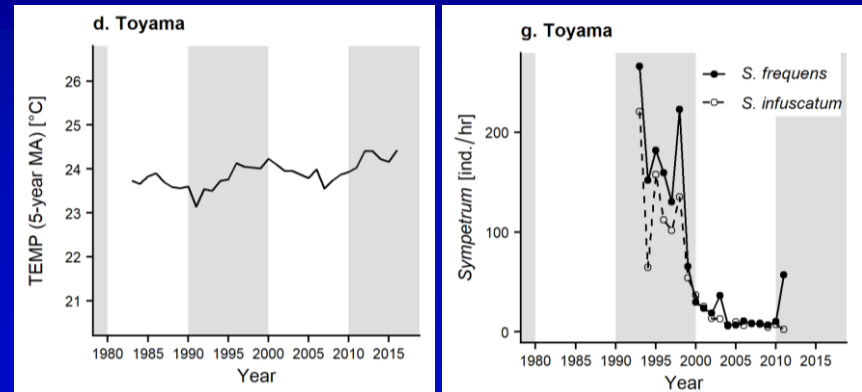 d. Toyama
TEMP (5-year MA) [°C]
26
25
24
23
22
21
1980 1985 1990 1995 2000 2005 2010 2015
Year
g. Toyama
S. frequens
S. infuscatum
Sympetrum [ind./hr]
200
100
0
1980 1985 1990 1995 2000 2005 2010 2015
Year